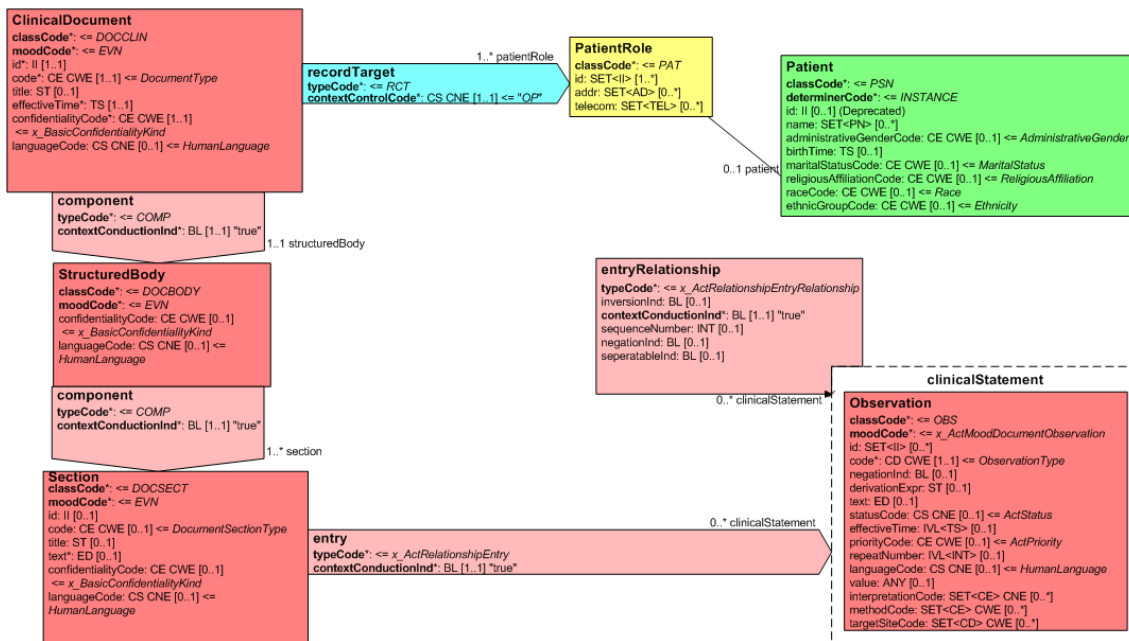 ClinicalDocument
classCode*: <= DOCCLIN
moodCode*: <= EVN
id*: II [1..1]
code*: CE CWE [1..1] <= DocumentType
title: ST [0..1]
effectiveTime*: TS [1..1]
confidentialityCode*: CE CWE [1..1]
<= x_BasicConfidentialityKind
languageCode: CS CNE [0..1] <= HumanLanguage
1..* patientRole
recordTarget
typeCode*: <= RCT
contextControlCode*: CS CNE [1..1] <= "OP"
PatientRole
classCode*: <= PAT
id: SET<II> [1..*]
addr: SET<AD> [0..*]
telecom: SET<TEL> [0..*]
0..1 patient
Patient
classCode*: <= PSN
determinerCode*: <= INSTANCE
id: II [0..1] (Deprecated)
name: SET<PN> [0..*]
administrativeGenderCode: CE CWE [0..1] <= AdministrativeGender
birthTime: TS [0..1]
maritalStatusCode: CE CWE [0..1] <= MaritalStatus
religiousAffiliationCode: CE CWE [0..1] <= ReligiousAffiliation
raceCode: CE CWE [0..1] <= Race
ethnicGroupCode: CE CWE [0..1] <= Ethnicity
component
typeCode*: <= COMP
contextConductionInd*: BL [1..1] "true"
1..1 structuredBody
StructuredBody
classCode*: <= DOCBODY
moodCode*: <= EVN
confidentialityCode: CE CWE [0..1]
<= x_BasicConfidentialityKind
languageCode: CS CNE [0..1] <=
HumanLanguage
entryRelationship
typeCode*: <= x_ActRelationshipEntryRelationship
inversionInd: BL [0..1]
contextConductionInd*: BL [1..1] "true"
sequenceNumber: INT [0..1]
negationInd: BL [0..1]
seperatableInd: BL [0..1]
0..* clinicalStatement
component
typeCode*: <= COMP
contextConductionInd*: BL [1..1] "true"
1..* section
Section
classCode*: <= DOCSECT
moodCode*: <= EVN
id: II [0..1]
code: CE CWE [0..1] <= DocumentSectionType
title: ST [0..1]
text*: ED [0..1]
confidentialityCode: CE CWE [0..1]
<= x_BasicConfidentialityKind
languageCode: CS CNE [0..1] <=
HumanLanguage
0..* clinicalStatement
entry
typeCode*: <= x_ActRelationshipEntry
contextConductionInd*: BL [1..1] "true"
clinicalStatement
Observation
classCode*: <= OBS
moodCode*: <= x_ActMoodDocumentObservation
id: SET<II> [0..*]
code*: CD CWE [1..1] <= ObservationType
negationInd: BL [0..1]
derivationExpr: ST [0..1]
text: ED [0..1]
statusCode: CS CNE [0..1] <= ActStatus
effectiveTime: IVL<TS> [0..1]
priorityCode: CE CWE [0..1] <= ActPriority
repeatNumber: IVL<INT> [0..1]
languageCode: CS CNE [0..1] <= HumanLanguage
value: ANY [0..1]
interpretationCode: SET<CE> CNE [0..*]
methodCode: SET<CE> CWE [0..*]
targetSiteCode: SET<CD> CWE [0..*]